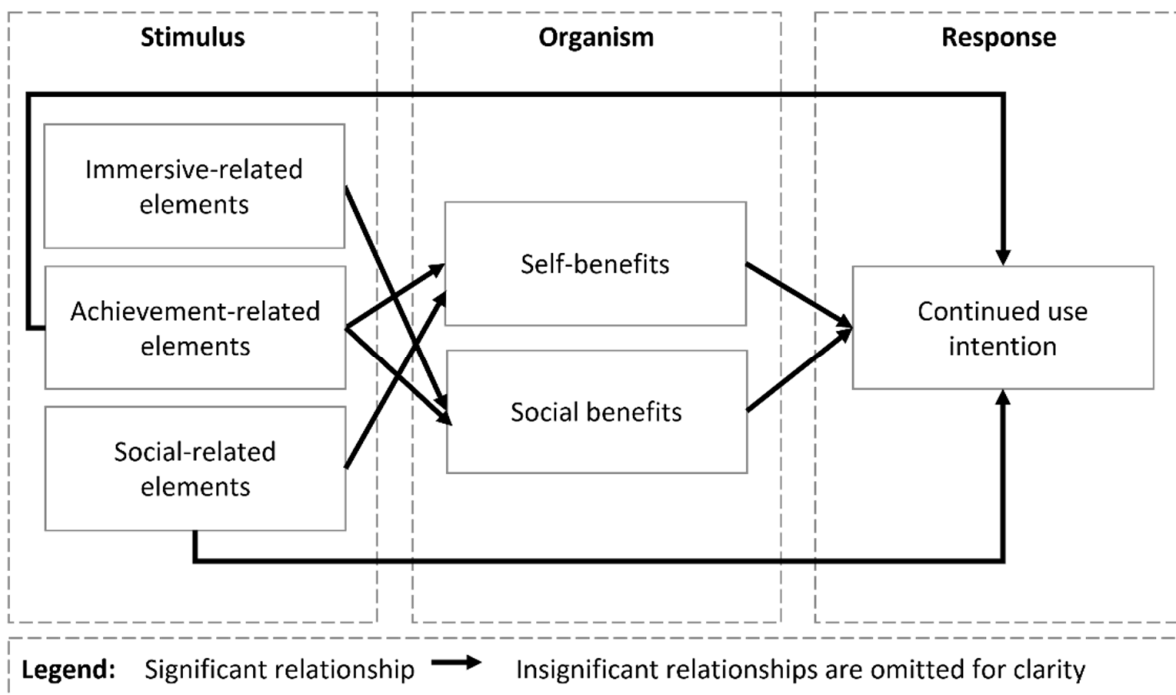 Stimulus
Organism
Response
Immersive-related
elements
Achievement-related
elements
Social-related
elements
Self-benefits
Social benefits
Continued use
intention
Legend: Significant relationship Insignificant relationships are omitted for clarity